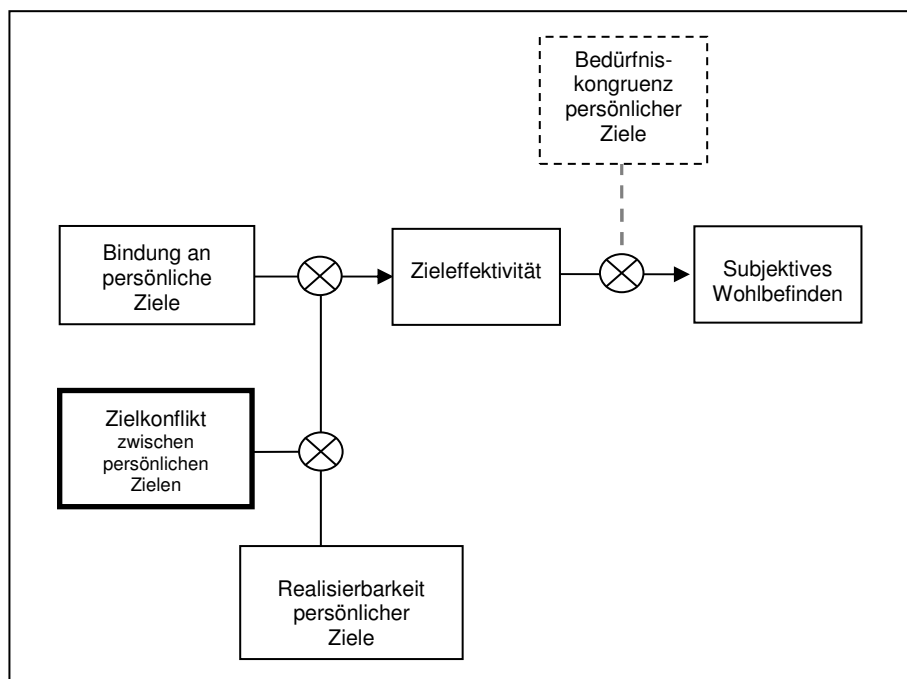 Bedürfnis-
kongruenz
persönlicher
Ziele
Bindung an
persönliche
Ziele
Zieleffektivität
Subjektives
Wohlbefinden
Zielkonflikt
zwischen
persönlichen
Zielen
Realisierbarkeit
persönlicher
Ziele